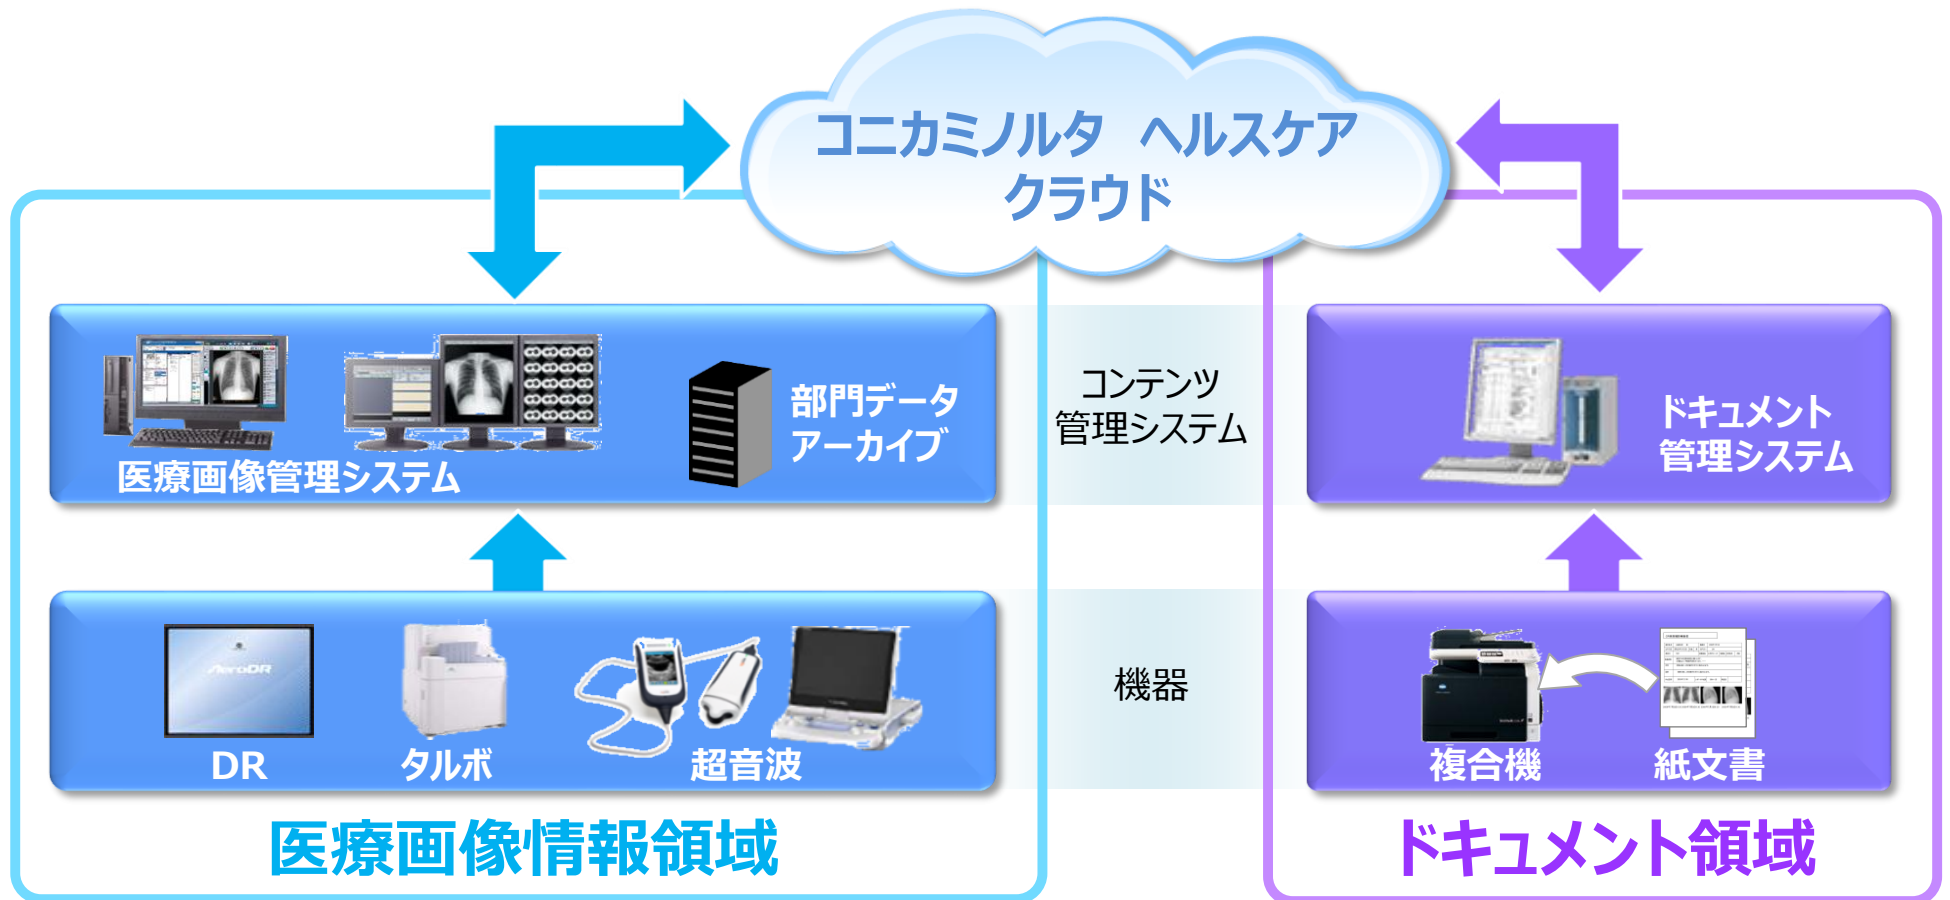 コニカミノルタ ヘルスケア
クラウド
医療画像管理システム
部門データ
アーカイブ
コンテンツ
管理システム
ドキュメント
管理システム
AeroDR
DR
タルボ
超音波
機器
複合機
紙文書
医療画像情報領域
ドキュメント領域